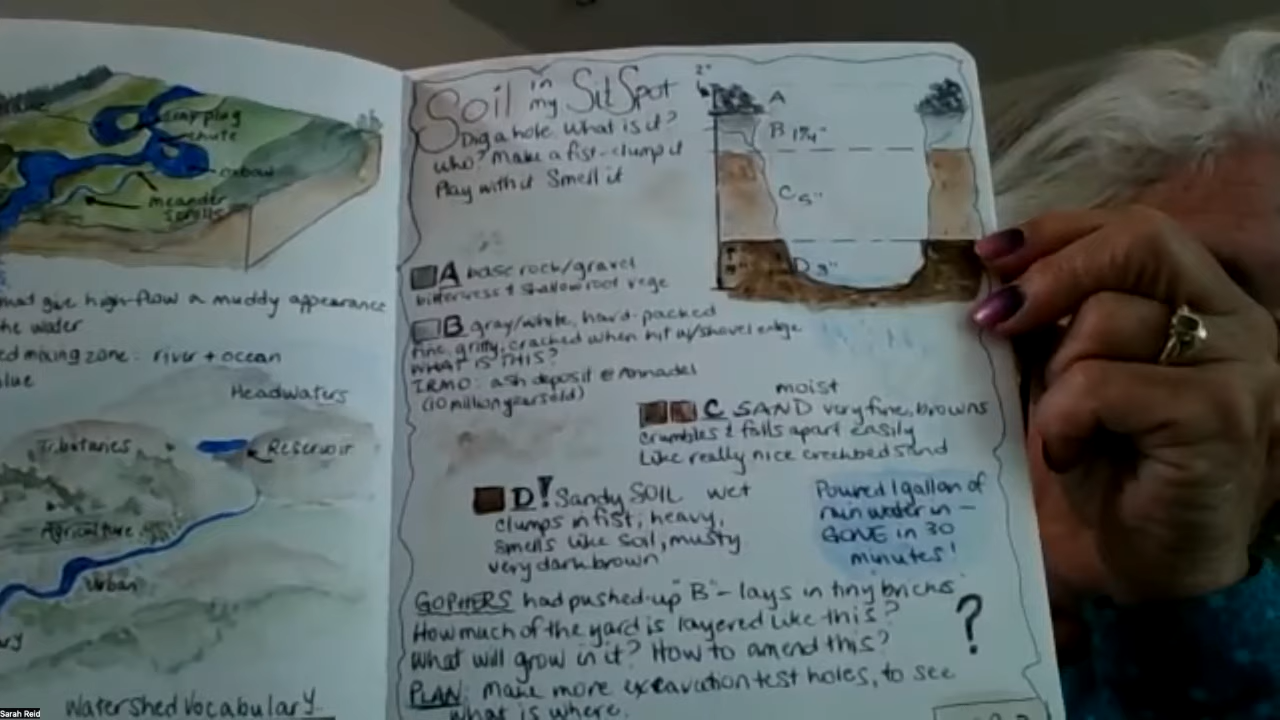 clay plug
chute
oxbow
meander
scrolls
that give high-flow a muddy appearance
he water
ed mixing zone: river + ocean
lue
Headwaters
Tributaries
Reservoir
Agriculture
Urban
ry
Watershed Vocabulary
Soil in my Sit Spot
Dig a hole. What is it?
who? Make a fist-clump it
Play with it Smell it
2"
A
B 1 3/4"
C 5"
D 3"
A base rock/gravel
bittercress & shallow root vege
B gray/white, hard-packed
fine, gritty, cracked when hit w/shovel edge
WHAT IS THIS?
IRMO: ash deposit @ Annadel
(10 million years old)
moist
C SAND very fine, browns
crumbles & falls apart easily
Like really nice creekbed sand
D! Sandy SOIL wet
clumps in fist, heavy,
smells like soil, musty
very dark brown
Poured 1 gallon of
rain water in –
GONE in 30
minutes!
GOPHERS had pushed-up "B" - lays in tiny bricks
How much of the yard is layered like this?
What will grow in it? How to amend this?
?
PLAN: make more excavation test holes, to see
what is where.
Sarah Reid